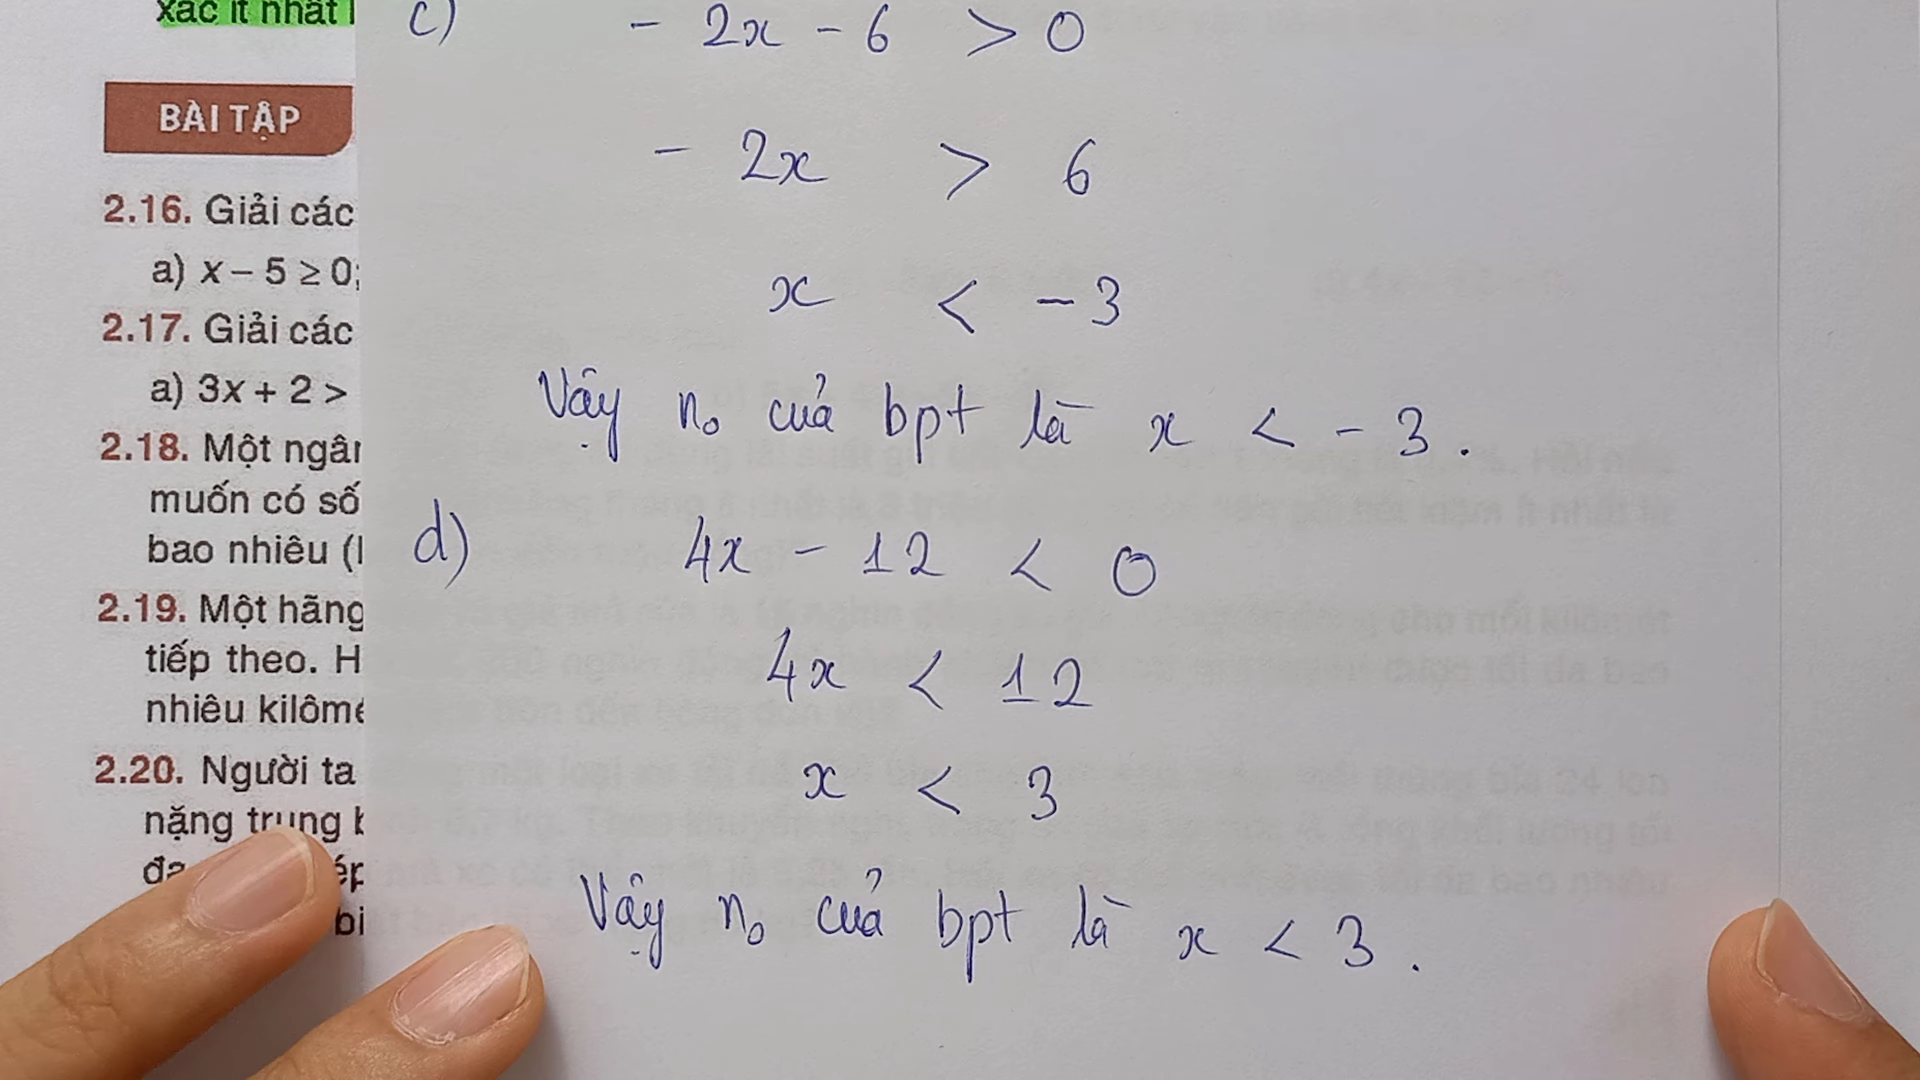 xác ít nhất
c) - 2x - 6 > 0
- 2x > 6
x < - 3
Vậy n₀ của bpt là x < - 3.
d) 4x - 12 < 0
4x < 12
x < 3
Vậy n₀ của bpt là x < 3.
BÀI TẬP
2.16. Giải các
a) x – 5 ≥ 0;
2.17. Giải các
a) 3x + 2 >
2.18. Một ngân
muốn có số
bao nhiêu (l
2.19. Một hãng
tiếp theo. H
nhiêu kilômé
2.20. Người ta
nặng trung b